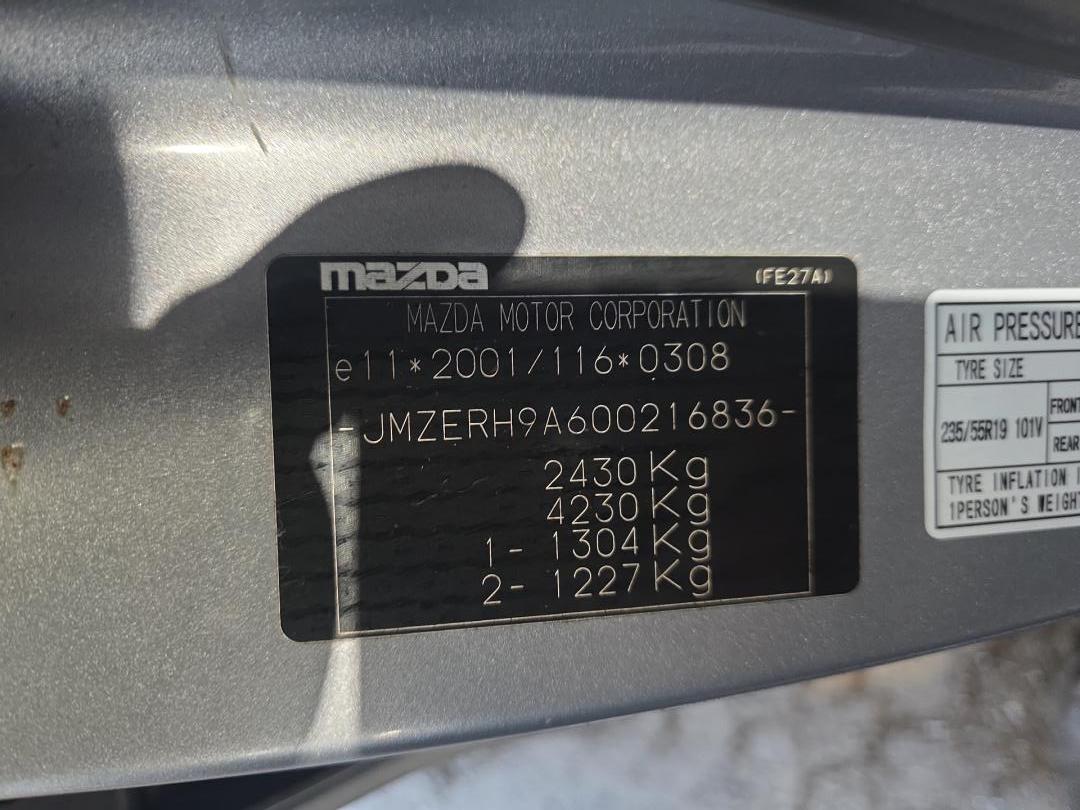 mazda (FE27A)
MAZDA MOTOR CORPORATION
e11*2001/116*0308
-JMZERH9A600216836-
2430 Kg
4230 Kg
1- 1304 Kg
2- 1227 Kg
AIR PRESSURE
TYRE SIZE
235/55R19 101V
FRONT
REAR
TYRE INFLATION
1PERSON'S WEIGHT